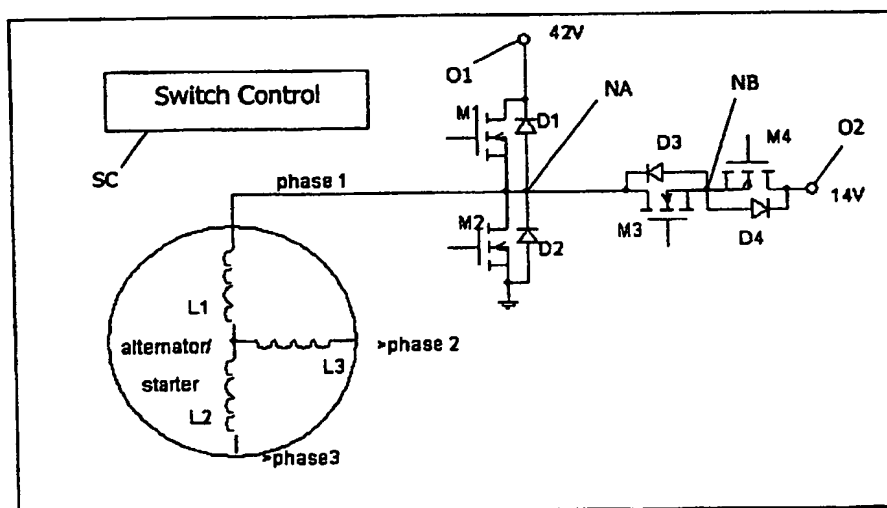 42V
O1
Switch Control
NA
NB
M1
D1
D3
M4
O2
SC
phase 1
14V
M2
D2
M3
D4
L1
alternator/
>phase 2
L3
starter
L2
>phase3